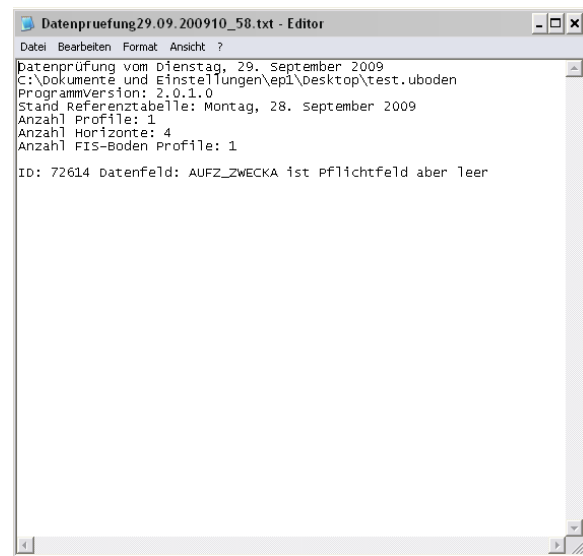 Datenpruefung29.09.200910_58.txt - Editor
Datei Bearbeiten Format Ansicht ?
Datenprüfung vom Dienstag, 29. September 2009
C:\Dokumente und Einstellungen\ep1\Desktop\test.uboden
ProgrammVersion: 2.0.1.0
Stand Referenztabelle: Montag, 28. September 2009
Anzahl Profile: 1
Anzahl Horizonte: 4
Anzahl FIS-Boden Profile: 1
ID: 72614 Datenfeld: AUFZ_ZWECKA ist Pflichtfeld aber leer